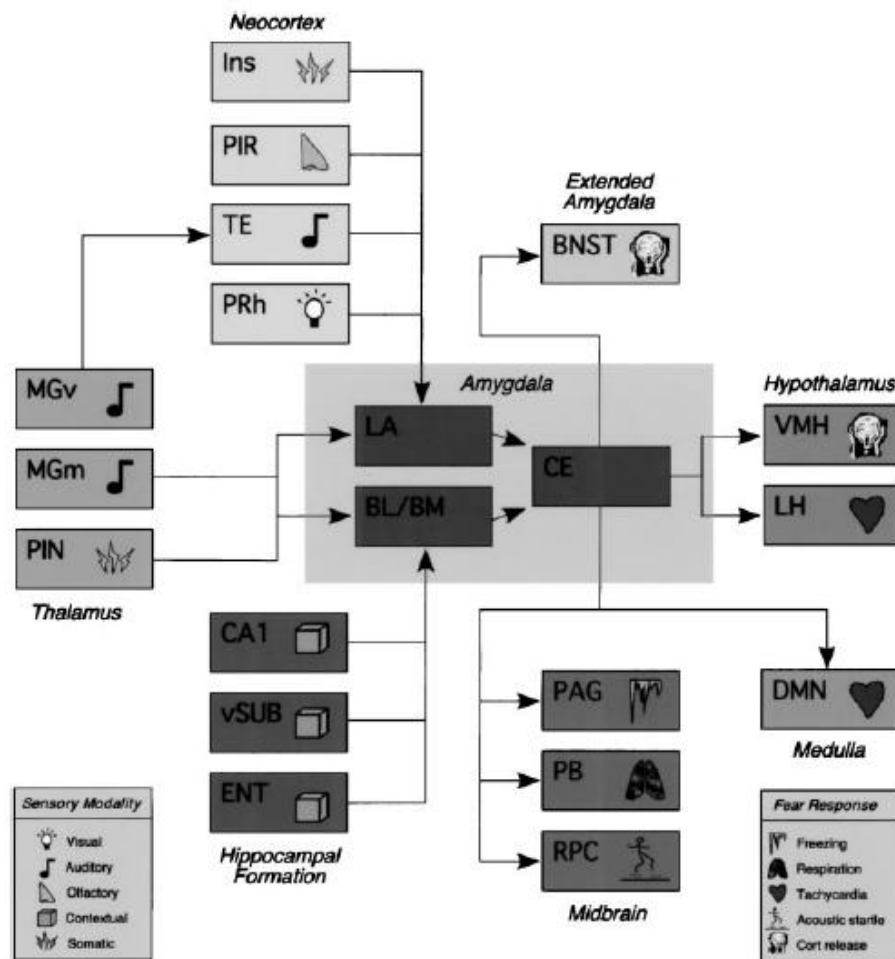 Neocortex
Ins
PIR
TE
PRh
Extended
Amygdala
BNST
MGv
MGm
PIN
Thalamus
Amygdala
LA
BL/BM
CE
Hypothalamus
VMH
LH
CA1
vSUB
ENT
Hippocampal
Formation
PAG
PB
RPC
Midbrain
DMN
Medulla
Sensory Modality
Visual
Auditory
Olfactory
Contextual
Somatic
Fear Response
Freezing
Respiration
Tachycardia
Acoustic startle
Cort release